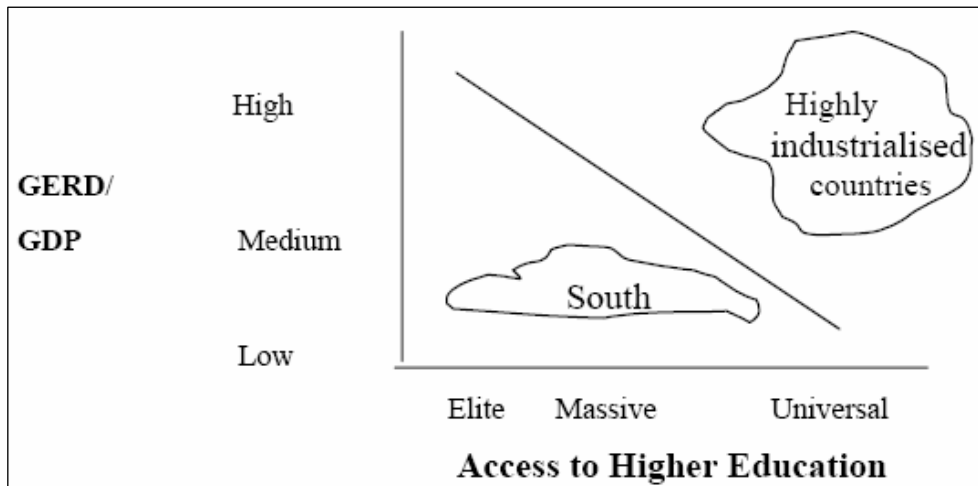 High
Highly
industrialised
countries
GERD/
GDP
Medium
South
Low
Elite Massive Universal
Access to Higher Education